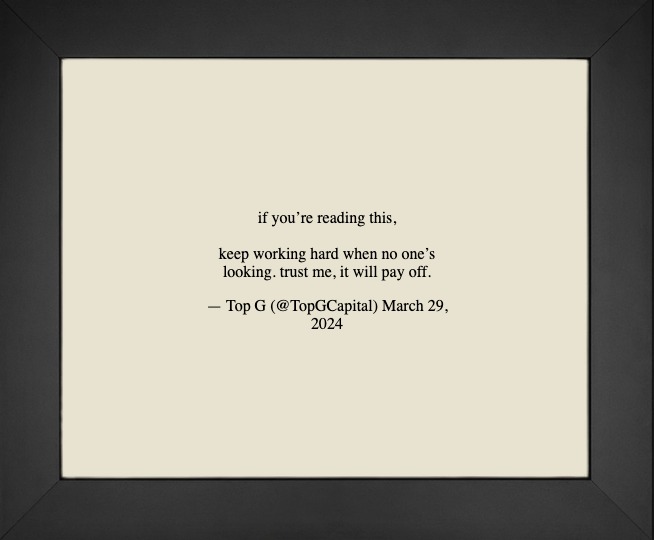 if you’re reading this,
keep working hard when no one’s
looking. trust me, it will pay off.
— Top G (@TopGCapital) March 29,
2024